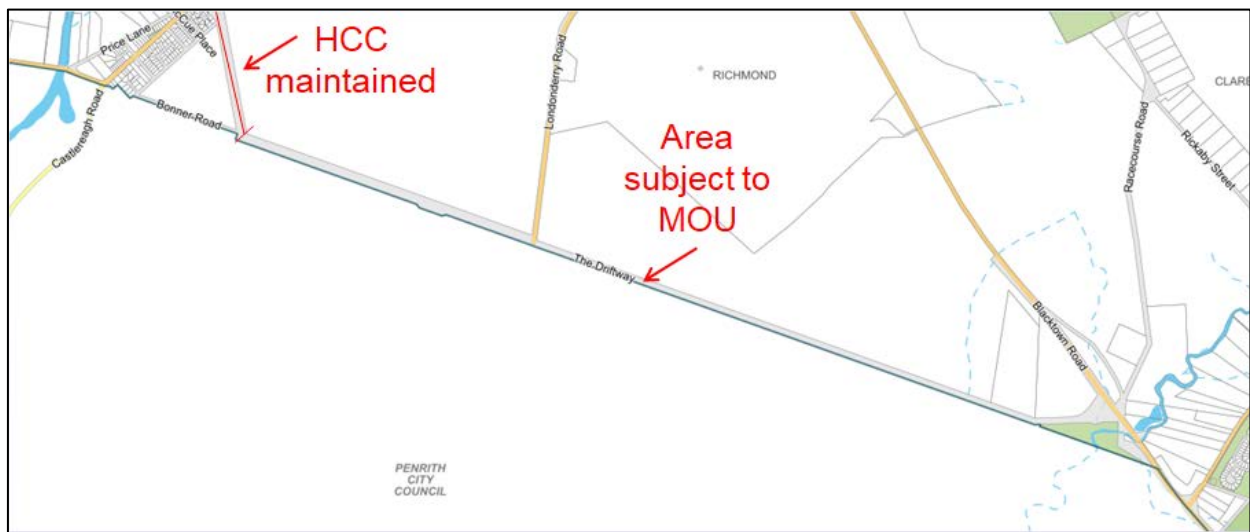 Price Lane
cCue Place
HCC
maintained
Londonderry Road
RICHMOND
CLARE
Castlereagh Road
Bonner Road
Racecourse Road
Rickaby Street
Area
subject to
MOU
The Driftway
Blacktown Road
PENRITH
CITY
COUNCIL